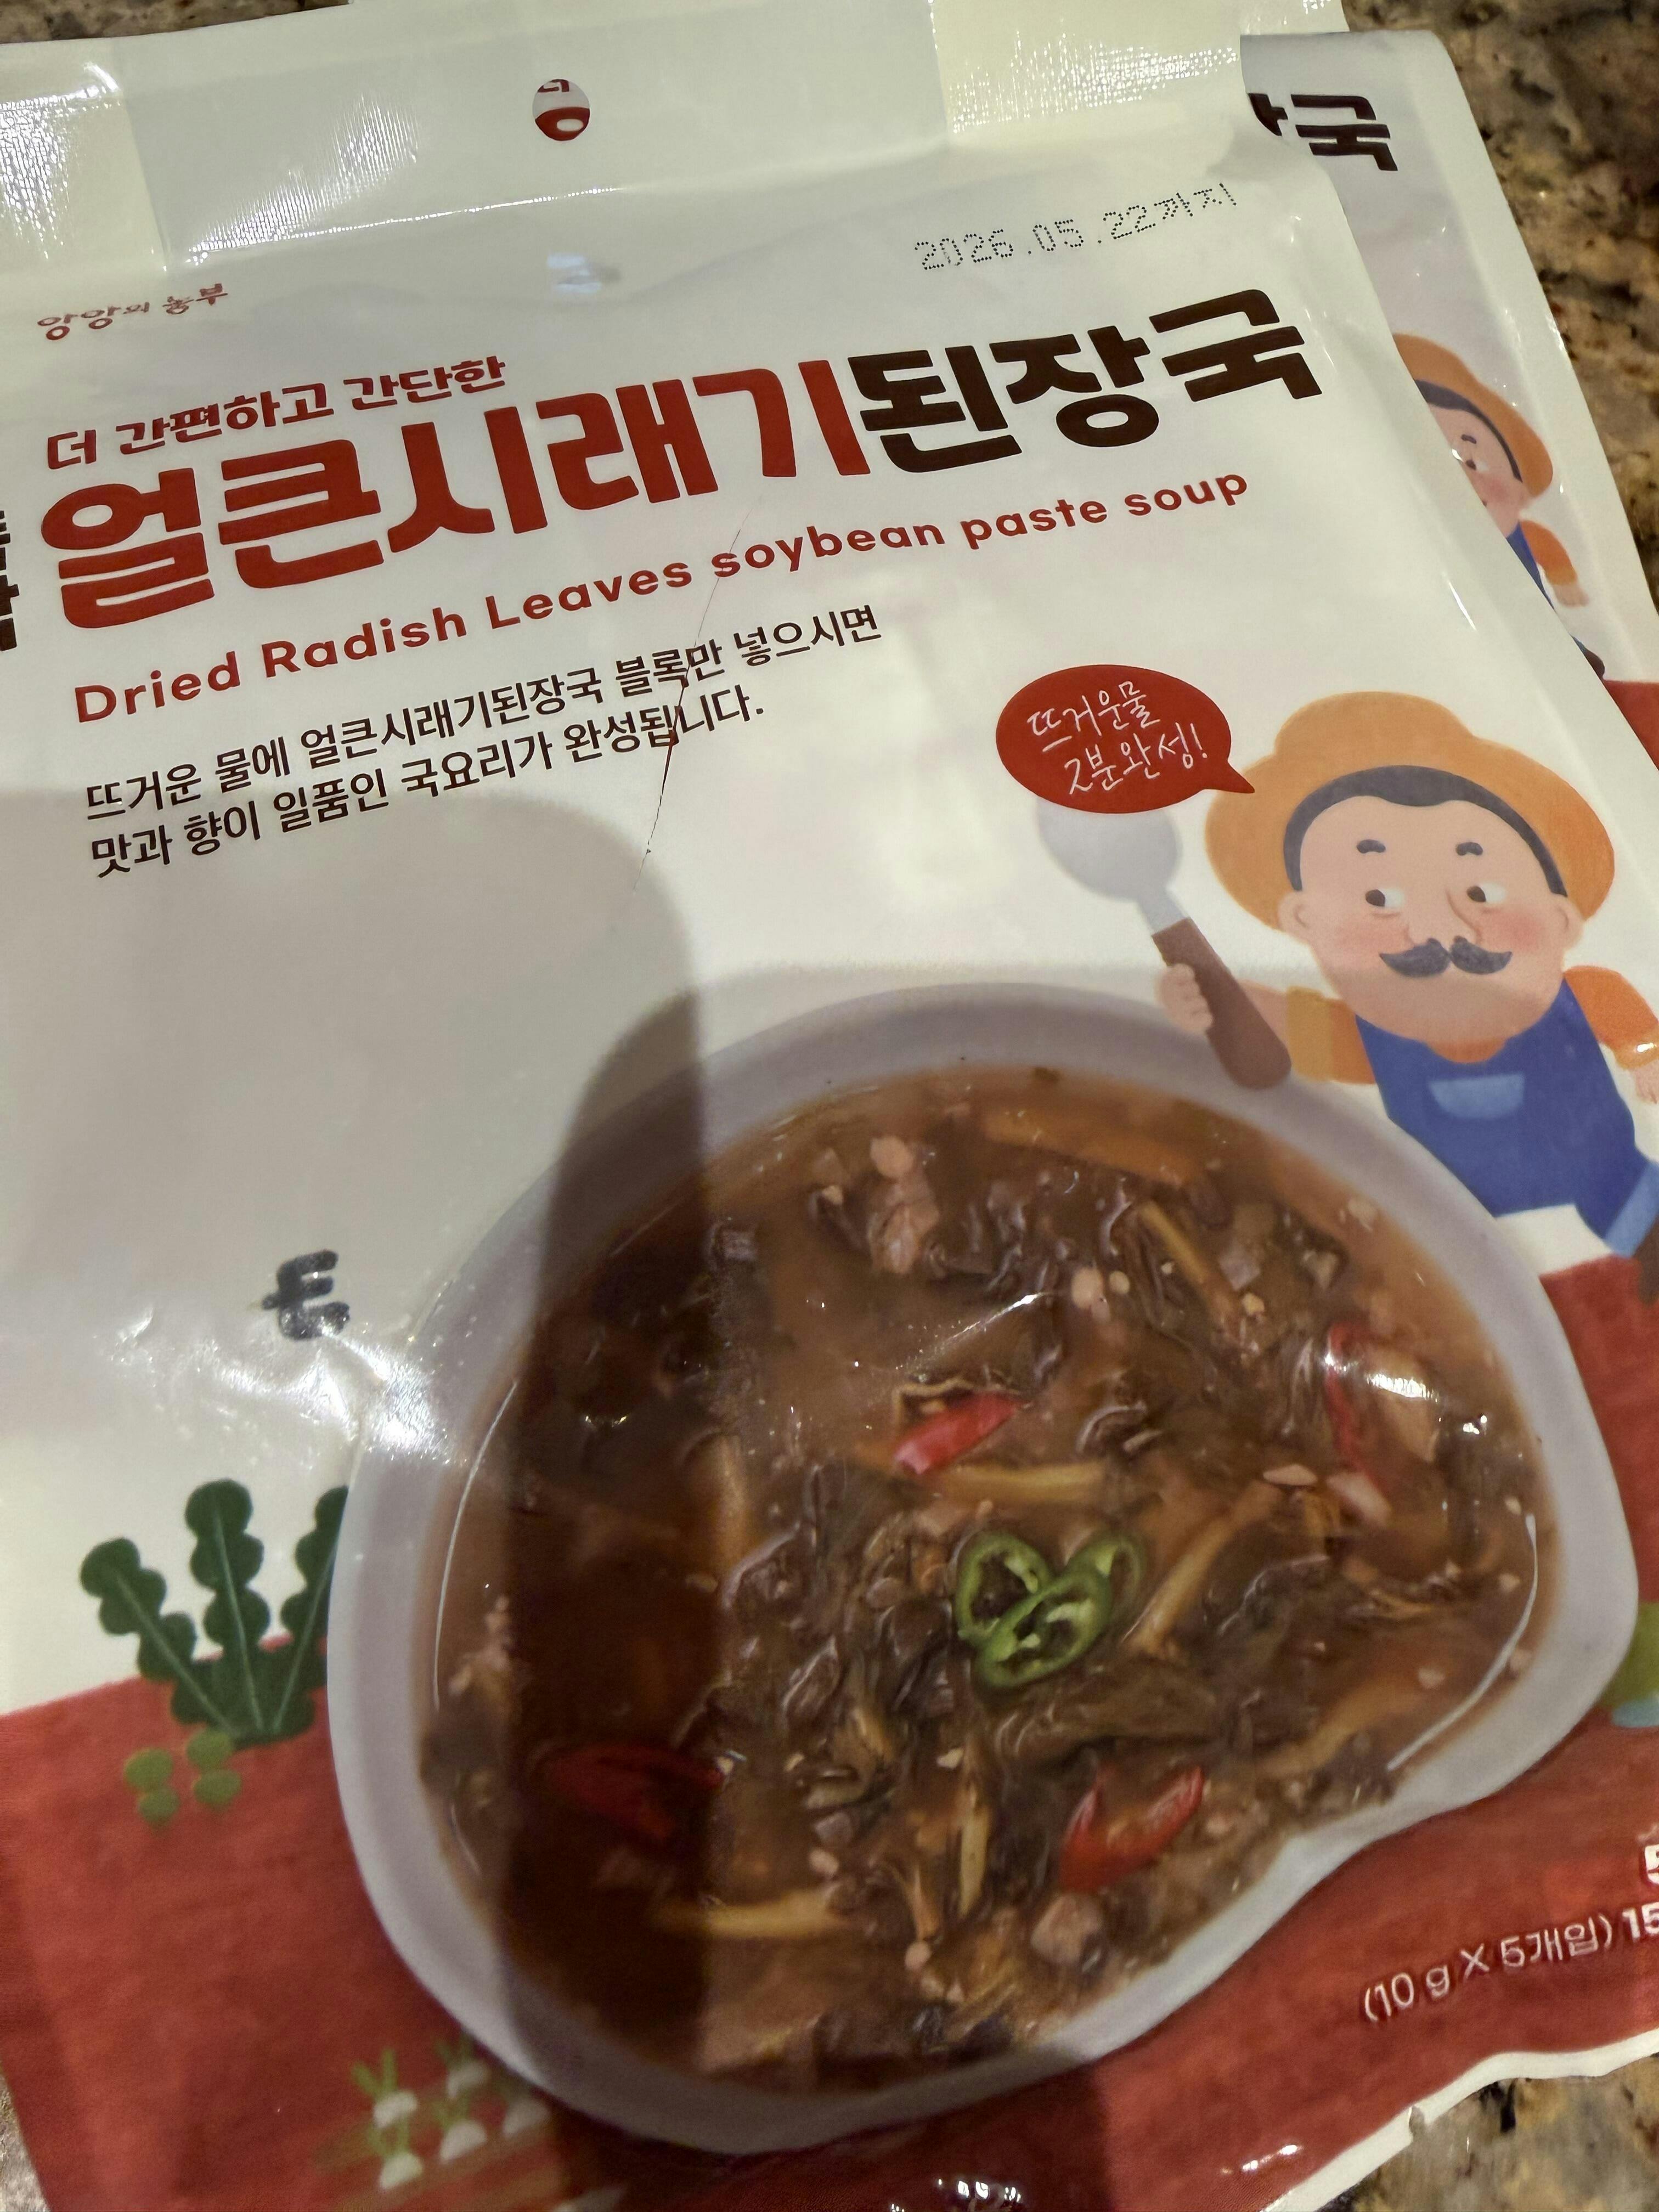 2026.05.22까지
앙앙의 농부
더 간편하고 간단한
얼큰시래기된장국
Dried Radish Leaves soybean paste soup
뜨거운 물에 얼큰시래기된장국 블록만 넣으시면
맛과 향이 일품인 국요리가 완성됩니다.
뜨거운물
2분완성!
(10 g X 5개입)
국